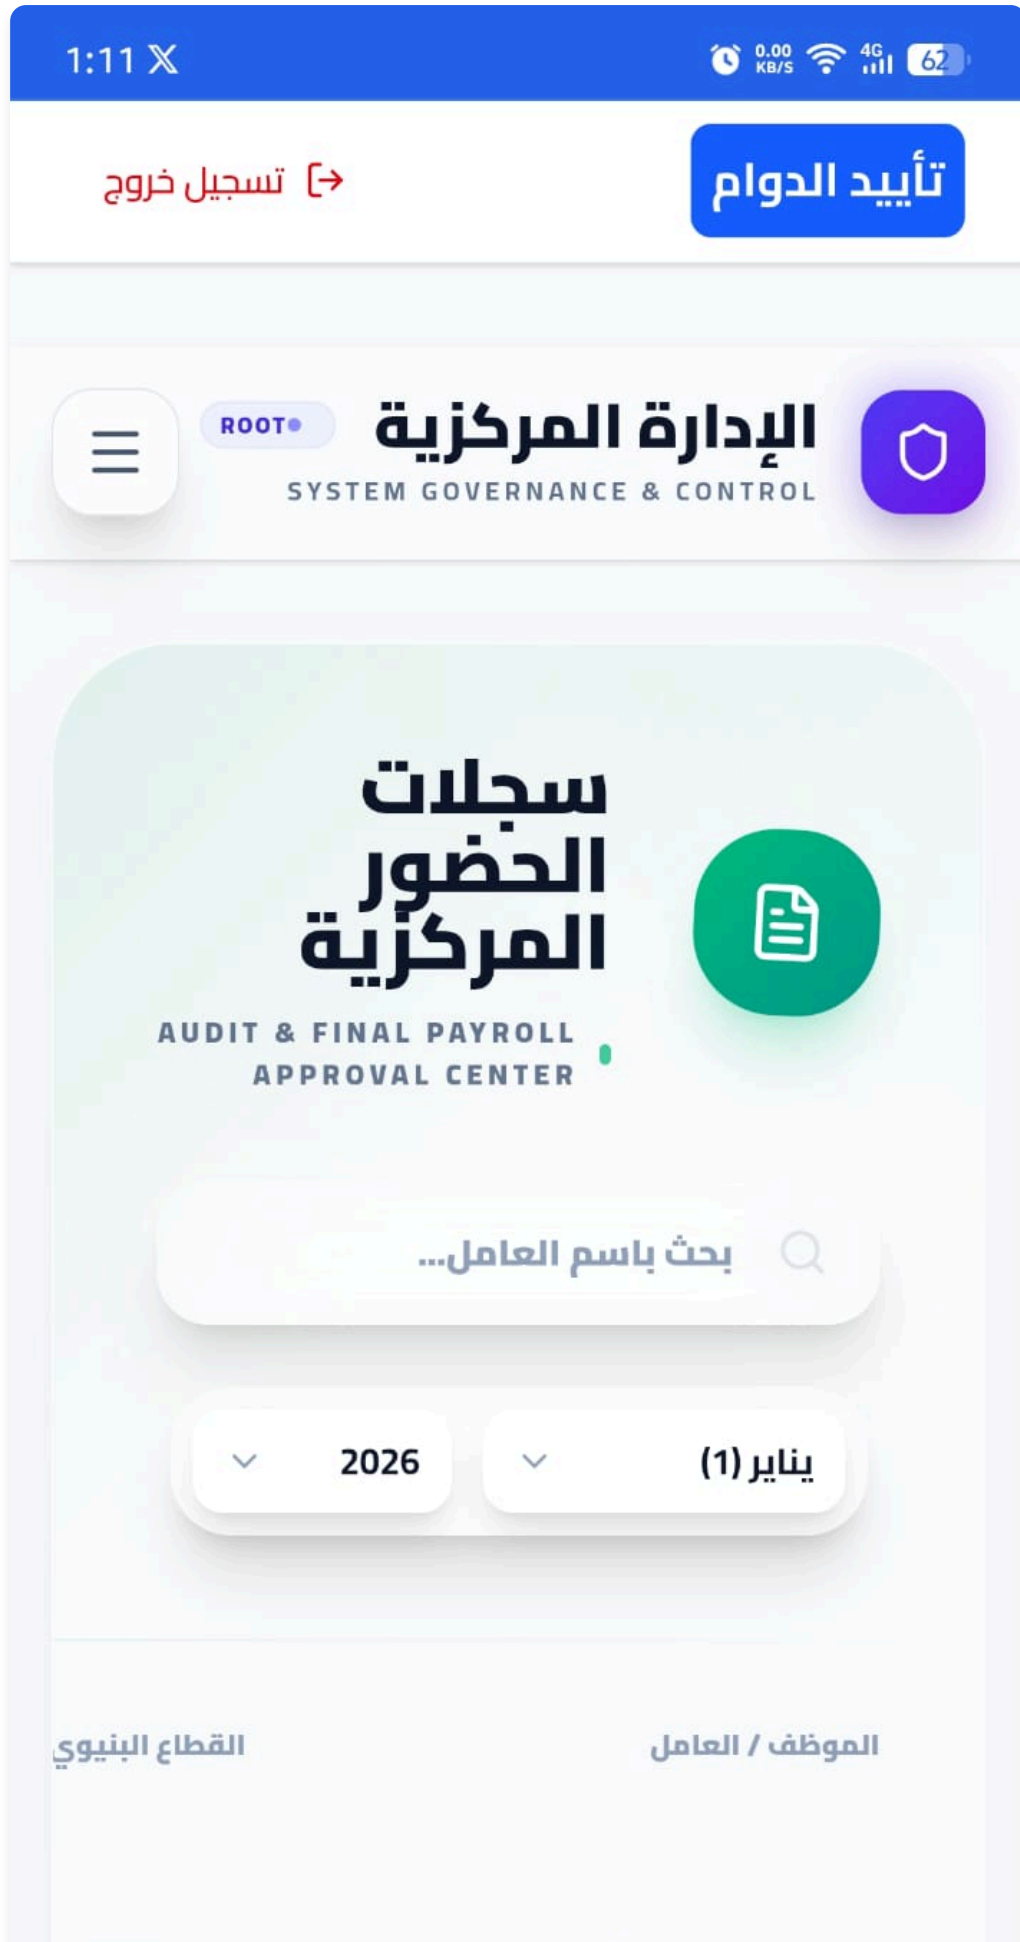 1:11
0.00
KB/S
4G
62
تأييد الدوام
تسجيل خروج
الإدارة المركزية
ROOT
SYSTEM GOVERNANCE & CONTROL
سجلات
الحضور
المركزية
AUDIT & FINAL PAYROLL
APPROVAL CENTER
بحث باسم العامل...
يناير (1)
2026
الموظف / العامل
القطاع البنيوي